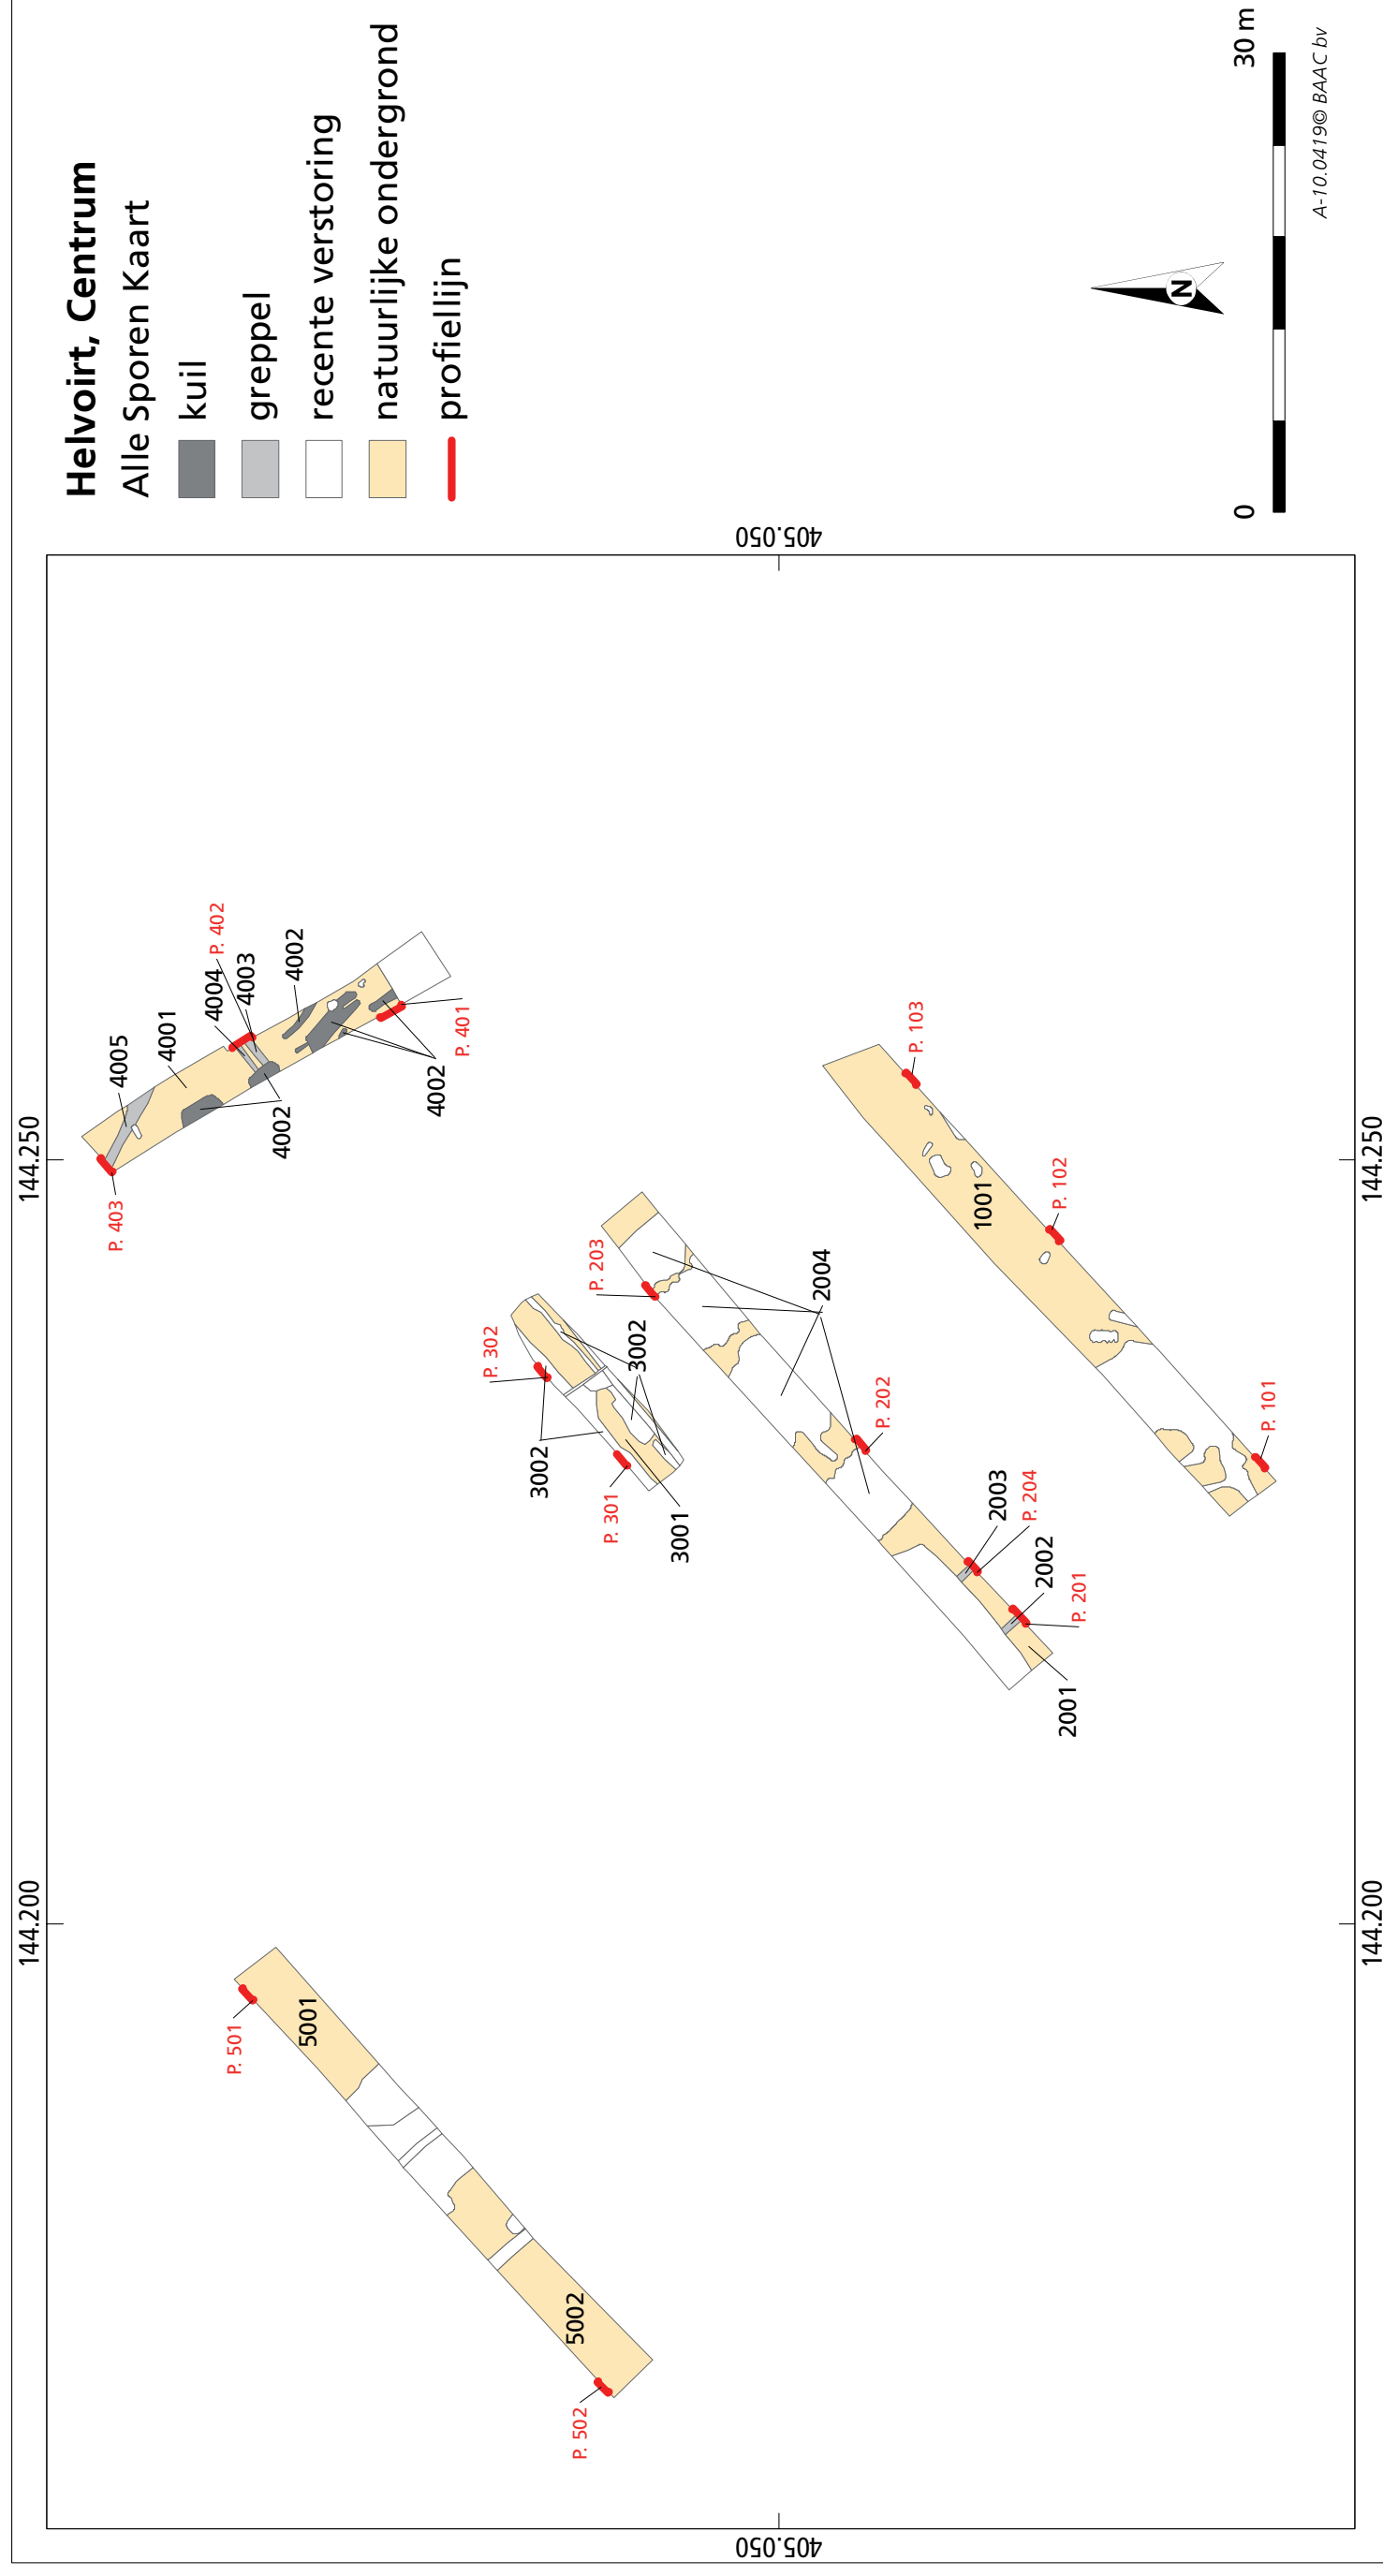 Helvoirt, Centrum
Alle Sporen Kaart
kuil
greppel
recente verstoring
natuurlijke ondergrond
profiellijn
N
0
30 m
A-10.0419© BAAC bv
144.200
144.250
405.050
405.050
144.200
144.250
P. 403
4005
4001
4004
P. 402
4003
4002
4002
4002
P. 401
P. 501
5001
5002
P. 502
P. 302
3002
3002
P. 301
3001
P. 203
2004
P. 202
2003
P. 204
2002
P. 201
2001
P. 103
1001
P. 102
P. 101